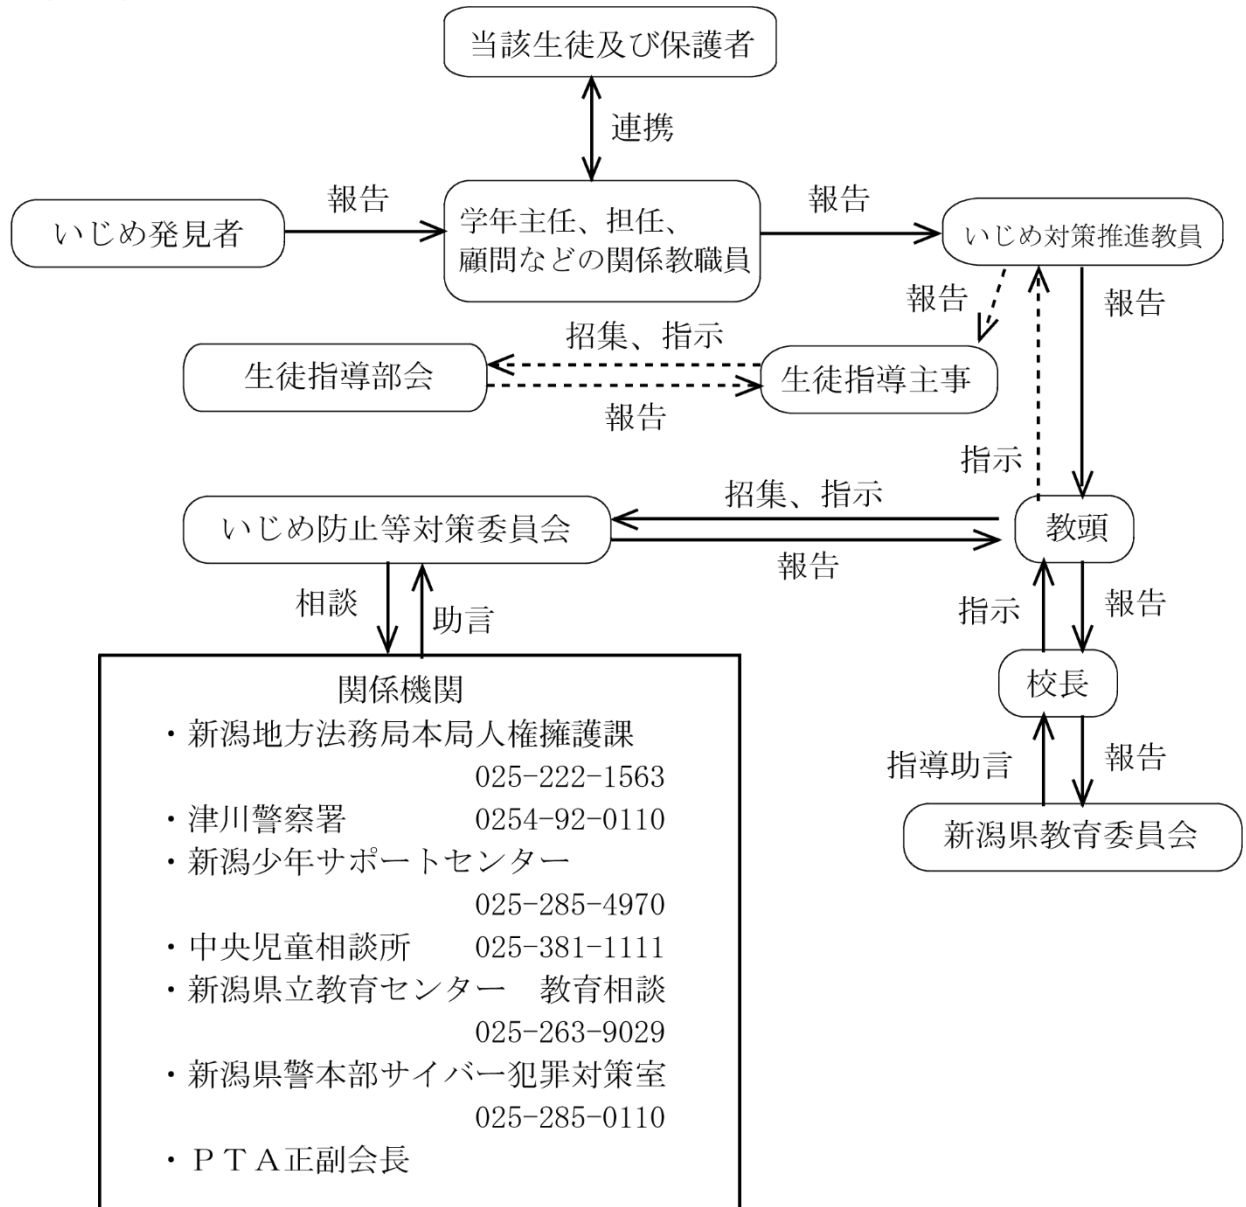 当該生徒及び保護者
連携
いじめ発見者
報告
学年主任、担任、
顧問などの関係教職員
報告
いじめ対策推進教員
報告
報告
招集、指示
生徒指導部会
生徒指導主事
報告
指示
招集、指示
いじめ防止等対策委員会
教頭
報告
相談
助言
指示
報告
校長
関係機関
・新潟地方法務局本局人権擁護課
025-222-1563
・津川警察署 0254-92-0110
・新潟少年サポートセンター
025-285-4970
・中央児童相談所 025-381-1111
・新潟県立教育センター 教育相談
025-263-9029
・新潟県警本部サイバー犯罪対策室
025-285-0110
・ＰＴＡ正副会長
指導助言
報告
新潟県教育委員会